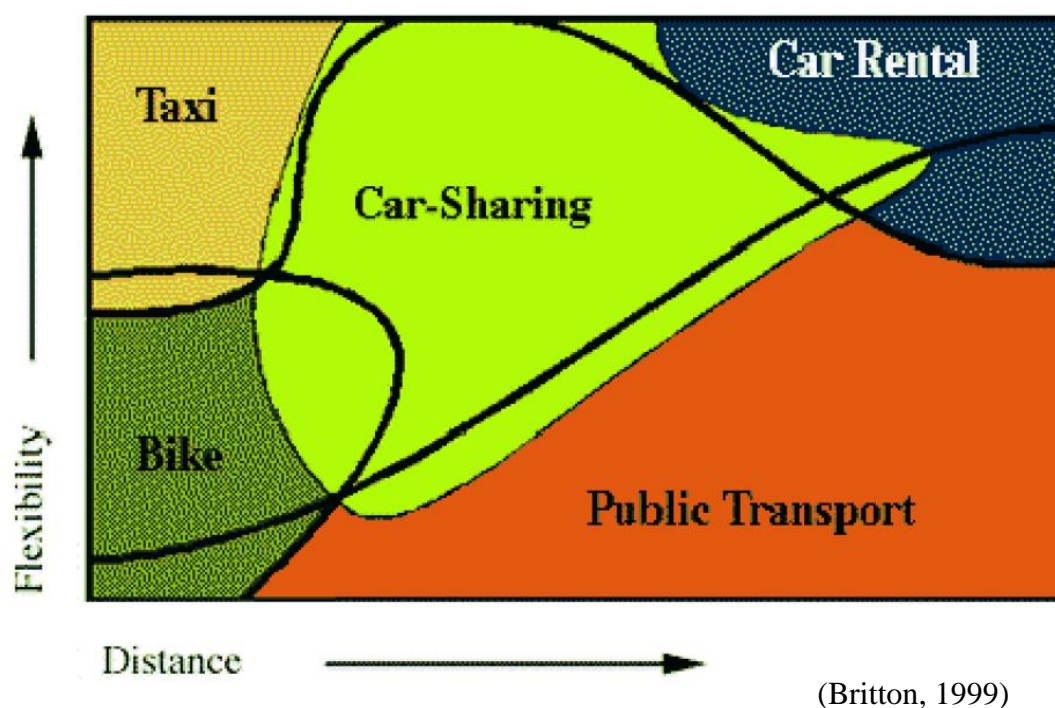 Taxi
Car Rental
Car-Sharing
Bike
Public Transport
Flexibility
Distance
(Britton, 1999)